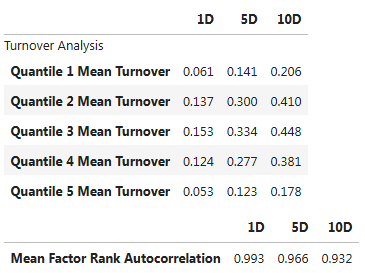 1D 5D 10D
Turnover Analysis
Quantile 1 Mean Turnover 0.061 0.141 0.206
Quantile 2 Mean Turnover 0.137 0.300 0.410
Quantile 3 Mean Turnover 0.153 0.334 0.448
Quantile 4 Mean Turnover 0.124 0.277 0.381
Quantile 5 Mean Turnover 0.053 0.123 0.178
1D 5D 10D
Mean Factor Rank Autocorrelation 0.993 0.966 0.932